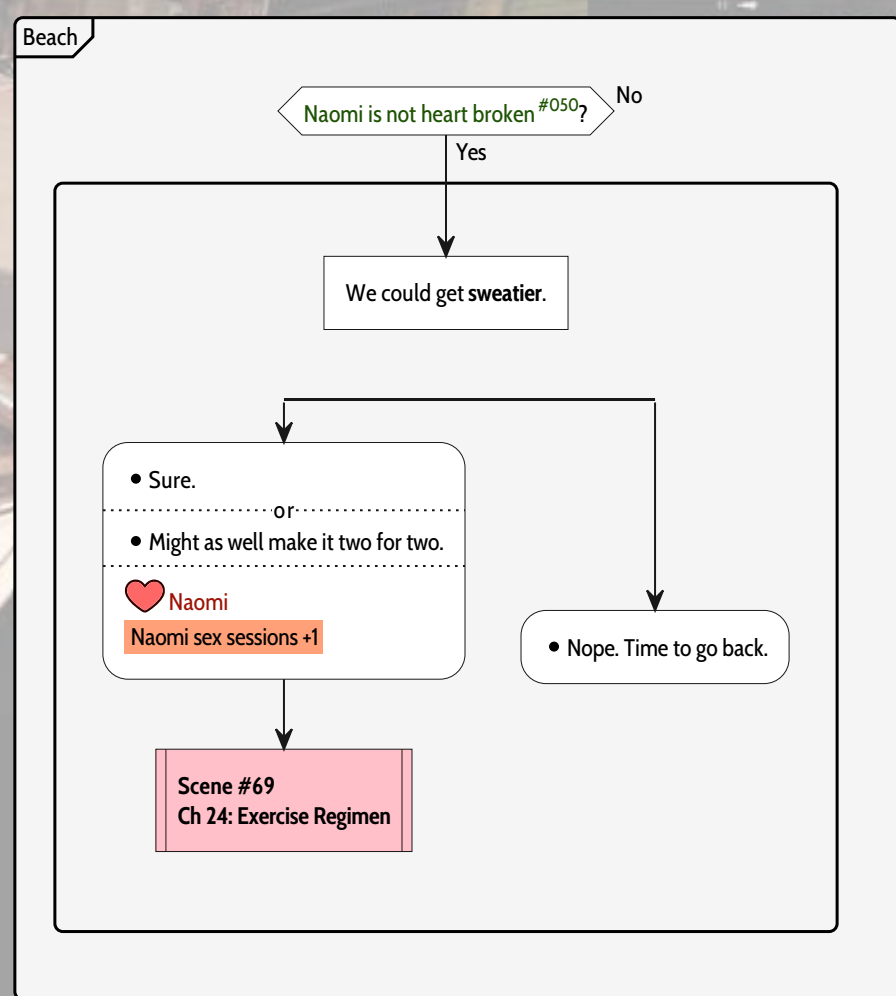 Beach
Naomi is not heart broken #050?
No
Yes
We could get sweatier.
• Sure.
or
• Might as well make it two for two.
Naomi
Naomi sex sessions +1
• Nope. Time to go back.
Scene #69
Ch 24: Exercise Regimen